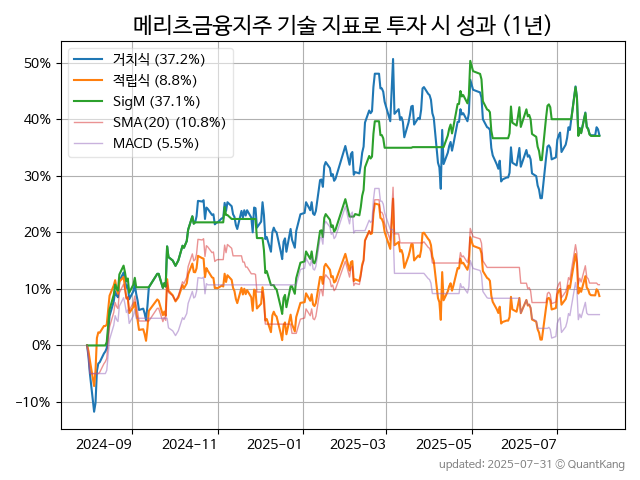 메리츠금융지주 기술 지표로 투자 시 성과 (1년)
거치식 (37.2%)
적립식 (8.8%)
SigM (37.1%)
SMA(20) (10.8%)
MACD (5.5%)
50%
40%
30%
20%
10%
0%
−10%
2024-09 2024-11 2025-01 2025-03 2025-05 2025-07
updated: 2025-07-31 ⓒ QuantKang